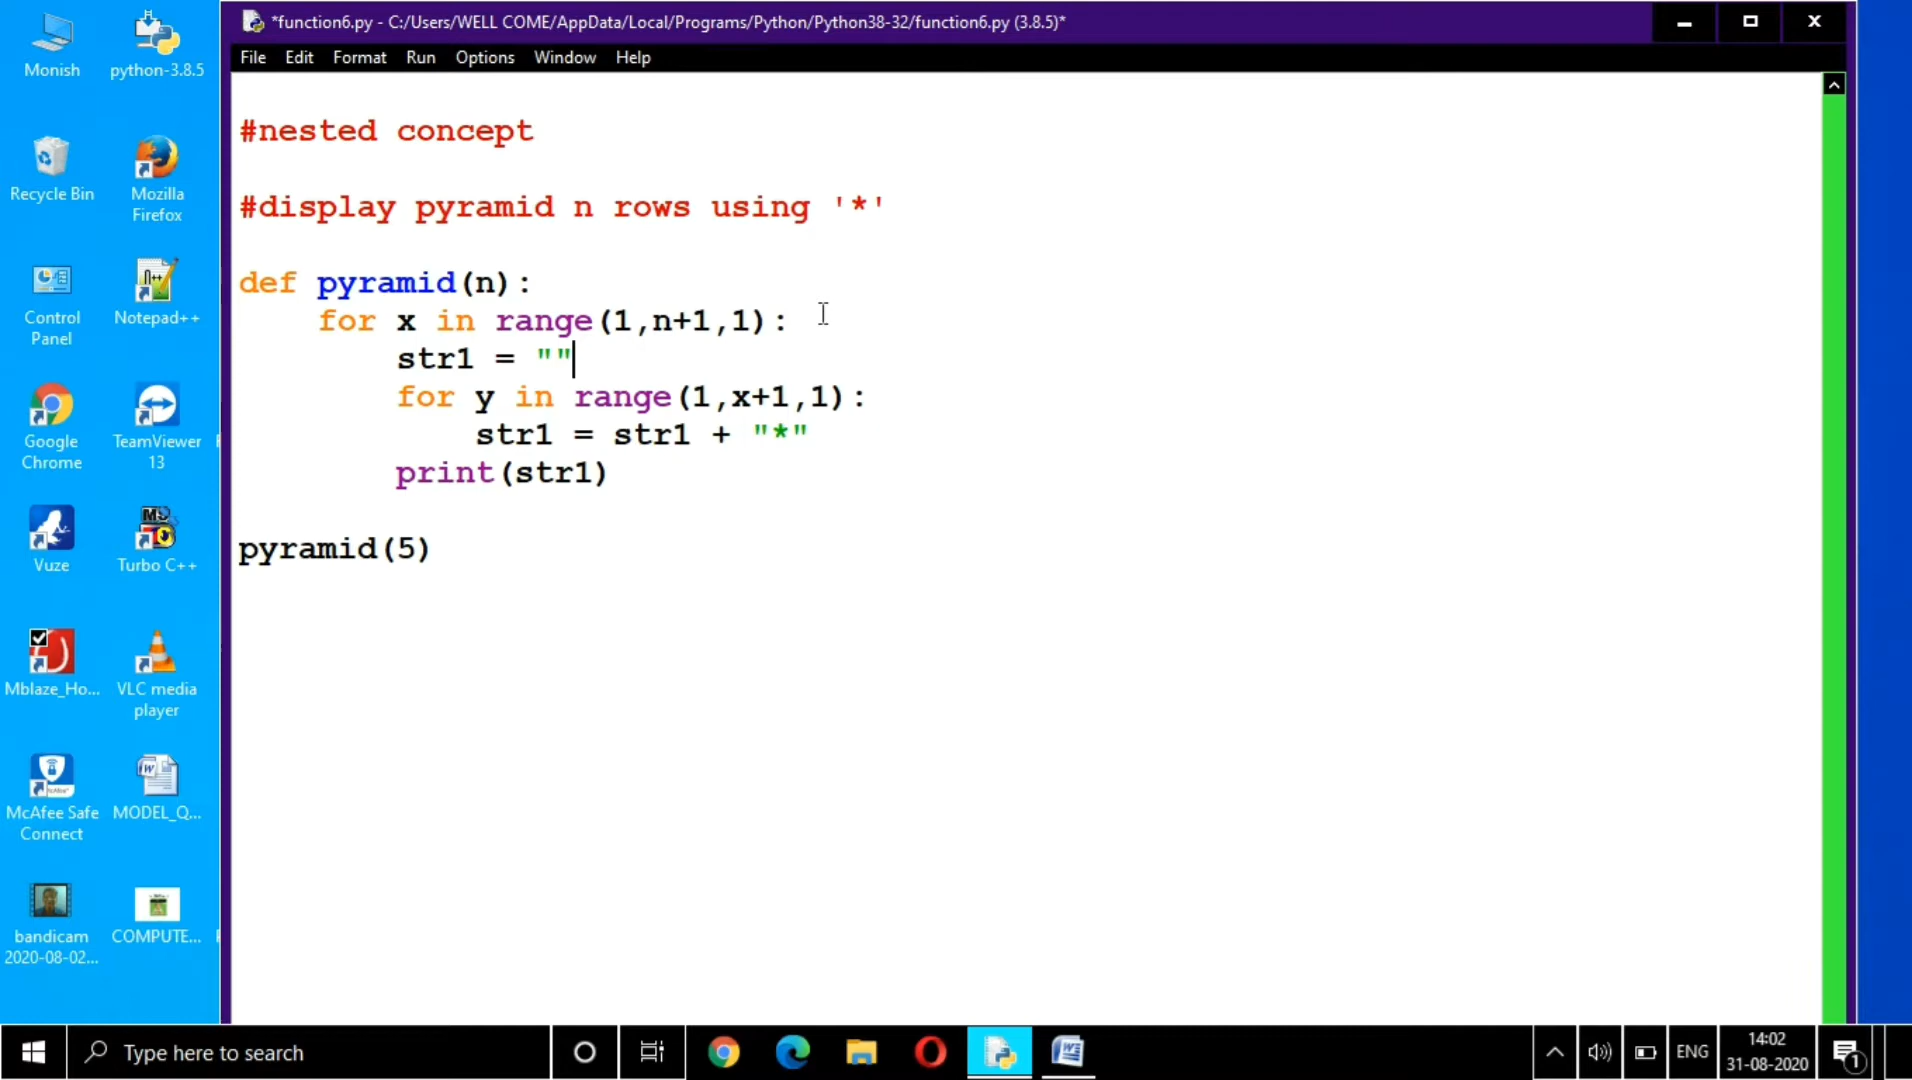 Monish
python-3.8.5
Recycle Bin
Mozilla
Firefox
Control
Panel
Notepad++
Google
Chrome
TeamViewer
13
Vuze
Turbo C++
Mblaze_Ho...
VLC media
player
McAfee Safe
Connect
MODEL_Q...
bandicam
2020-08-02...
COMPUTE...
*function6.py - C:/Users/WELL COME/AppData/Local/Programs/Python/Python38-32/function6.py (3.8.5)*
File Edit Format Run Options Window Help
#nested concept
#display pyramid n rows using '*'
def pyramid(n):
    for x in range(1,n+1,1):
        str1 = ""
        for y in range(1,x+1,1):
            str1 = str1 + "*"
        print(str1)
pyramid(5)
Type here to search
ENG
14:02
31-08-2020
1